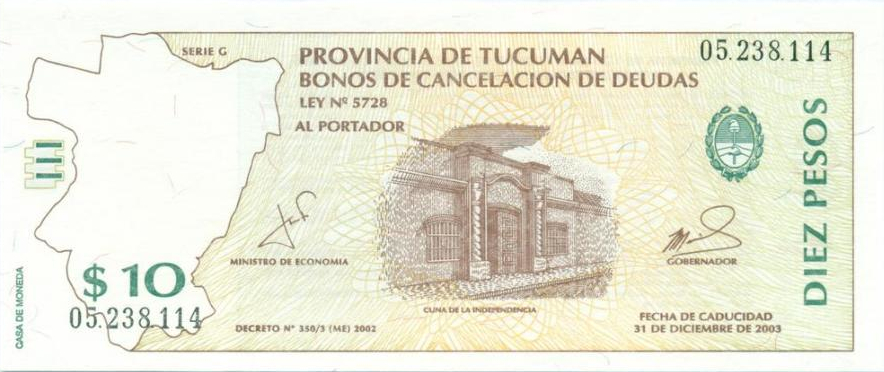 SERIE G
PROVINCIA DE TUCUMAN
05.238.114
BONOS DE CANCELACION DE DEUDAS
LEY Nº 5728
AL PORTADOR
DIEZ PESOS
MINISTRO DE ECONOMIA
GOBERNADOR
$ 10
05.238.114
CUNA DE LA INDEPENDENCIA
DECRETO Nº 350/3 (ME) 2002
FECHA DE CADUCIDAD
31 DE DICIEMBRE DE 2003
CASA DE MONEDA